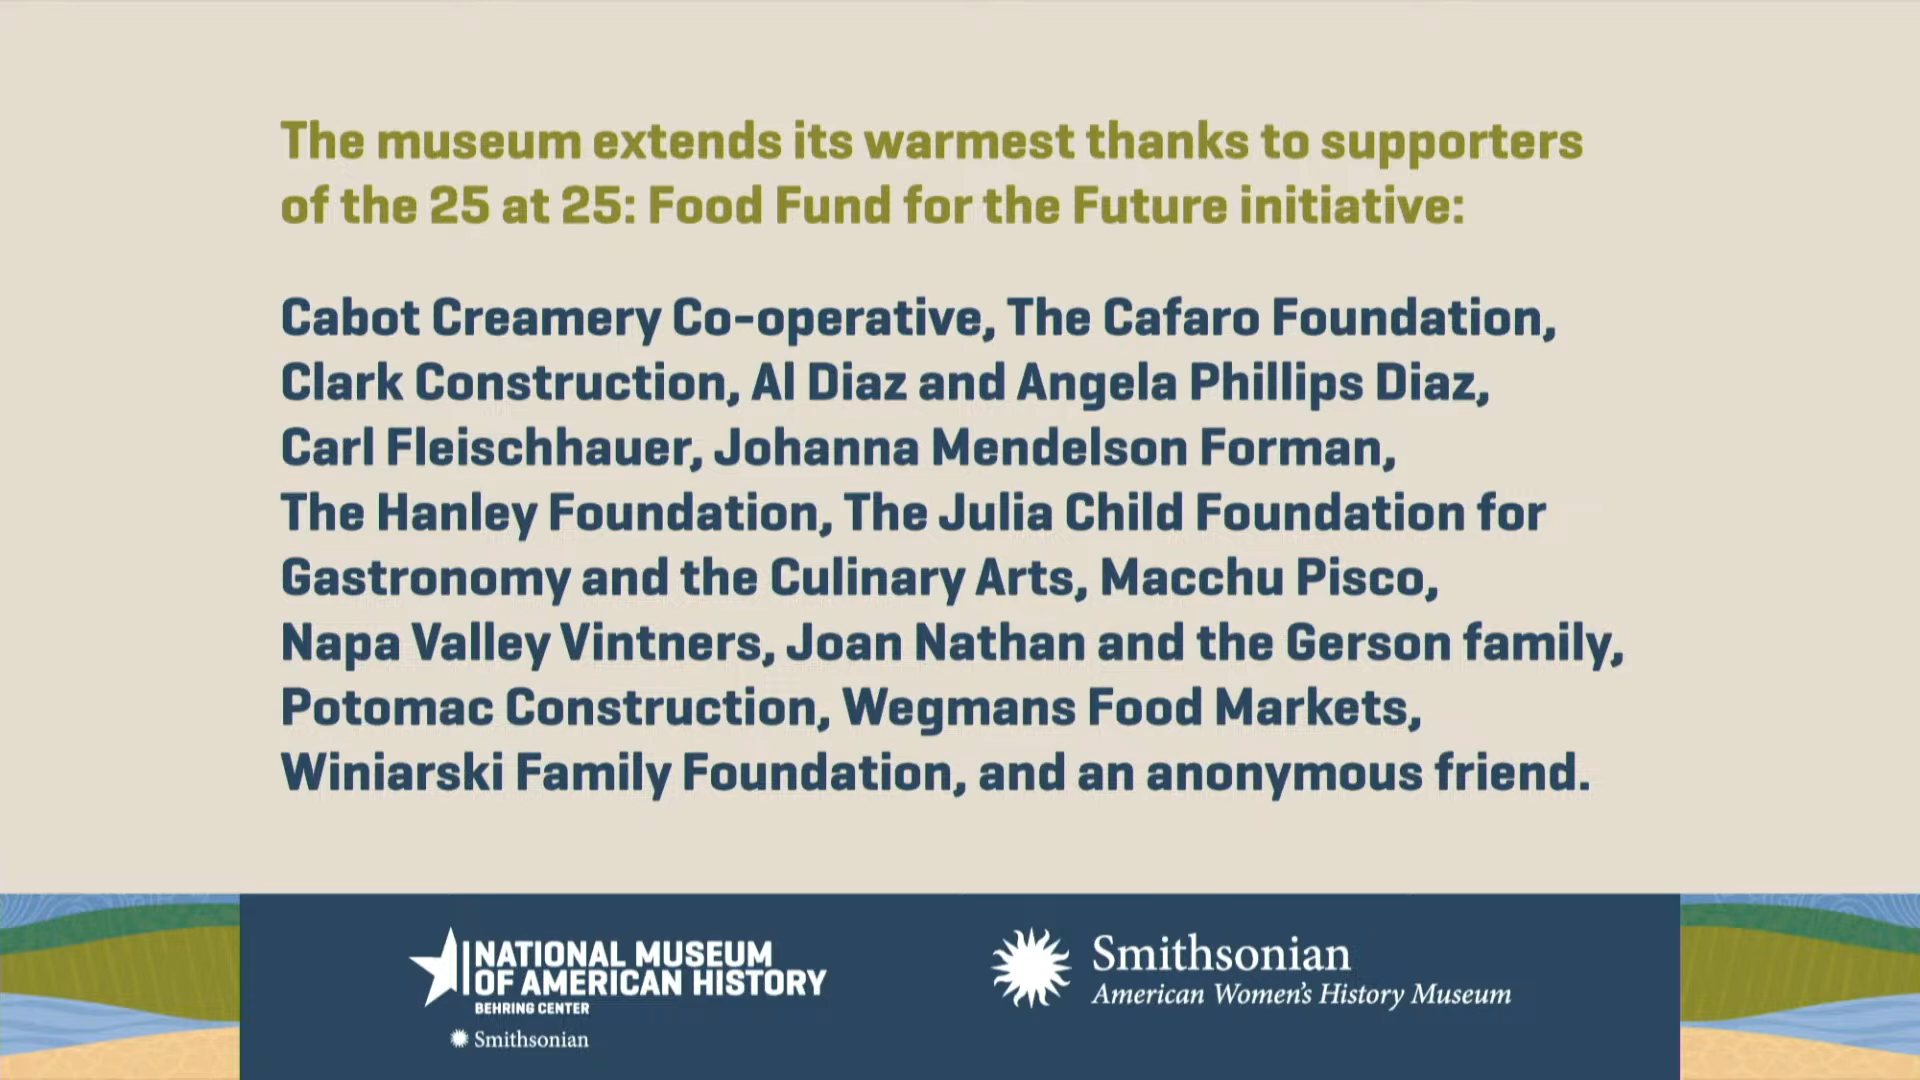 The museum extends its warmest thanks to supporters
of the 25 at 25: Food Fund for the Future initiative:
Cabot Creamery Co-operative, The Cafaro Foundation,
Clark Construction, Al Diaz and Angela Phillips Diaz,
Carl Fleischhauer, Johanna Mendelson Forman,
The Hanley Foundation, The Julia Child Foundation for
Gastronomy and the Culinary Arts, Macchu Pisco,
Napa Valley Vintners, Joan Nathan and the Gerson family,
Potomac Construction, Wegmans Food Markets,
Winiarski Family Foundation, and an anonymous friend.
NATIONAL MUSEUM
OF AMERICAN HISTORY
BEHRING CENTER
Smithsonian
Smithsonian
American Women's History Museum